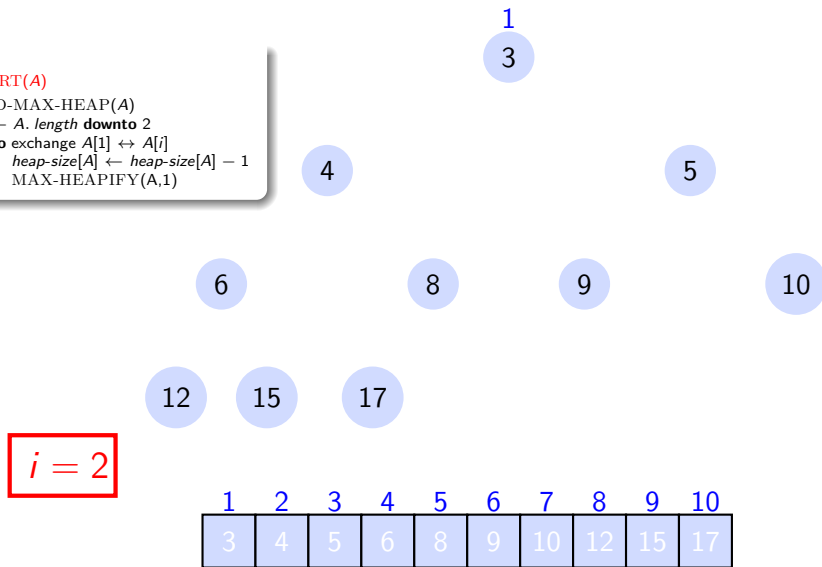 RT(A)
D-MAX-HEAP(A)
– A. length downto 2
o exchange A[1] ↔ A[i]
heap-size[A] ← heap-size[A] − 1
MAX-HEAPIFY(A,1)
1
3
4 5
6 8 9 10
12 15 17
i = 2
1 2 3 4 5 6 7 8 9 10
3 4 5 6 8 9 10 12 15 17